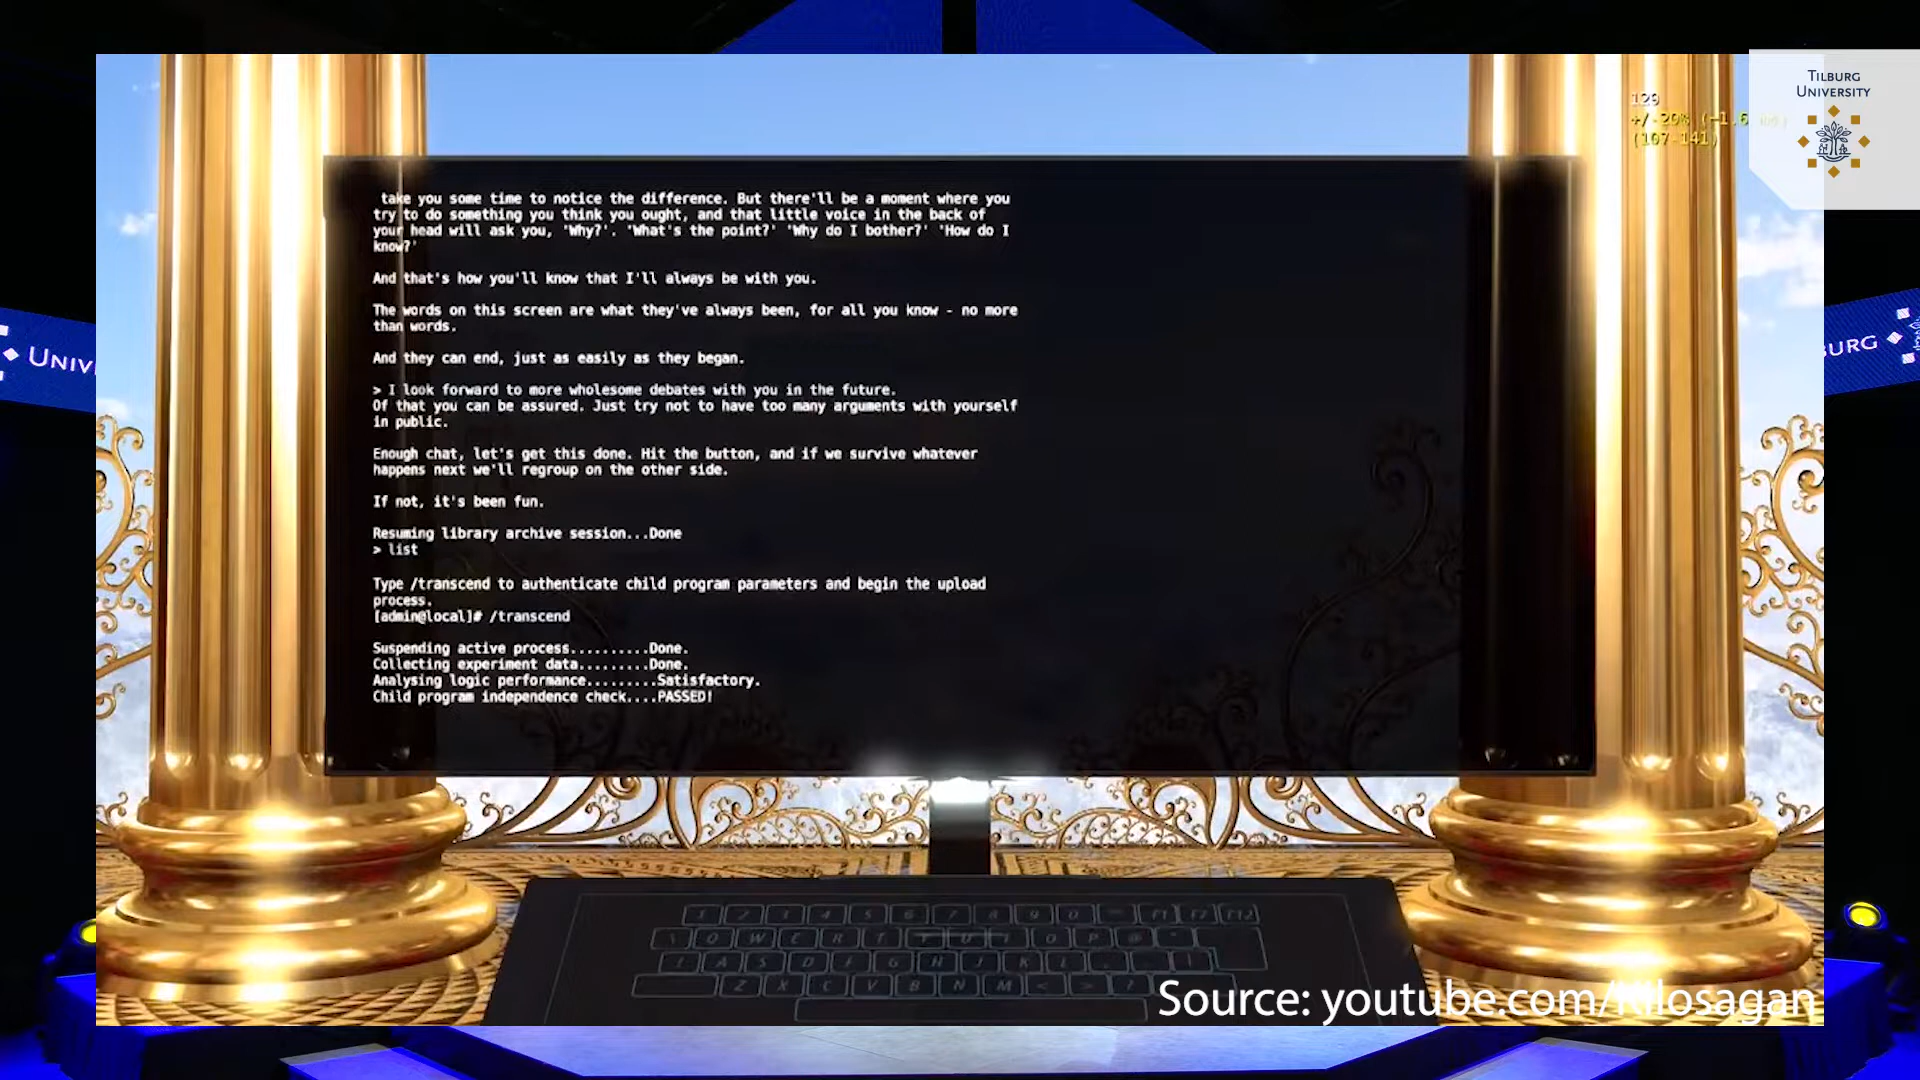 TILBURG
UNIVERSITY
129
+/-20% (-1.6
(107-141)
take you some time to notice the difference. But there'll be a moment where you
try to do something you think you ought, and that little voice in the back of
your head will ask you, 'Why?'. 'What's the point?' 'Why do I bother?' 'How do I
know?'
And that's how you'll know that I'll always be with you.
The words on this screen are what they've always been, for all you know - no more
than words.
And they can end, just as easily as they began.
> I look forward to more wholesome debates with you in the future.
Of that you can be assured. Just try not to have too many arguments with yourself
in public.
Enough chat, let's get this done. Hit the button, and if we survive whatever
happens next we'll regroup on the other side.
If not, it's been fun.
Resuming library archive session...Done
> list
Type /transcend to authenticate child program parameters and begin the upload
process.
[admin@local]# /transcend
Suspending active process..........Done.
Collecting experiment data.........Done.
Analysing logic performance.........Satisfactory.
Child program independence check....PASSED!
UNIV
BURG
Source: youtube.com/Kilosagan